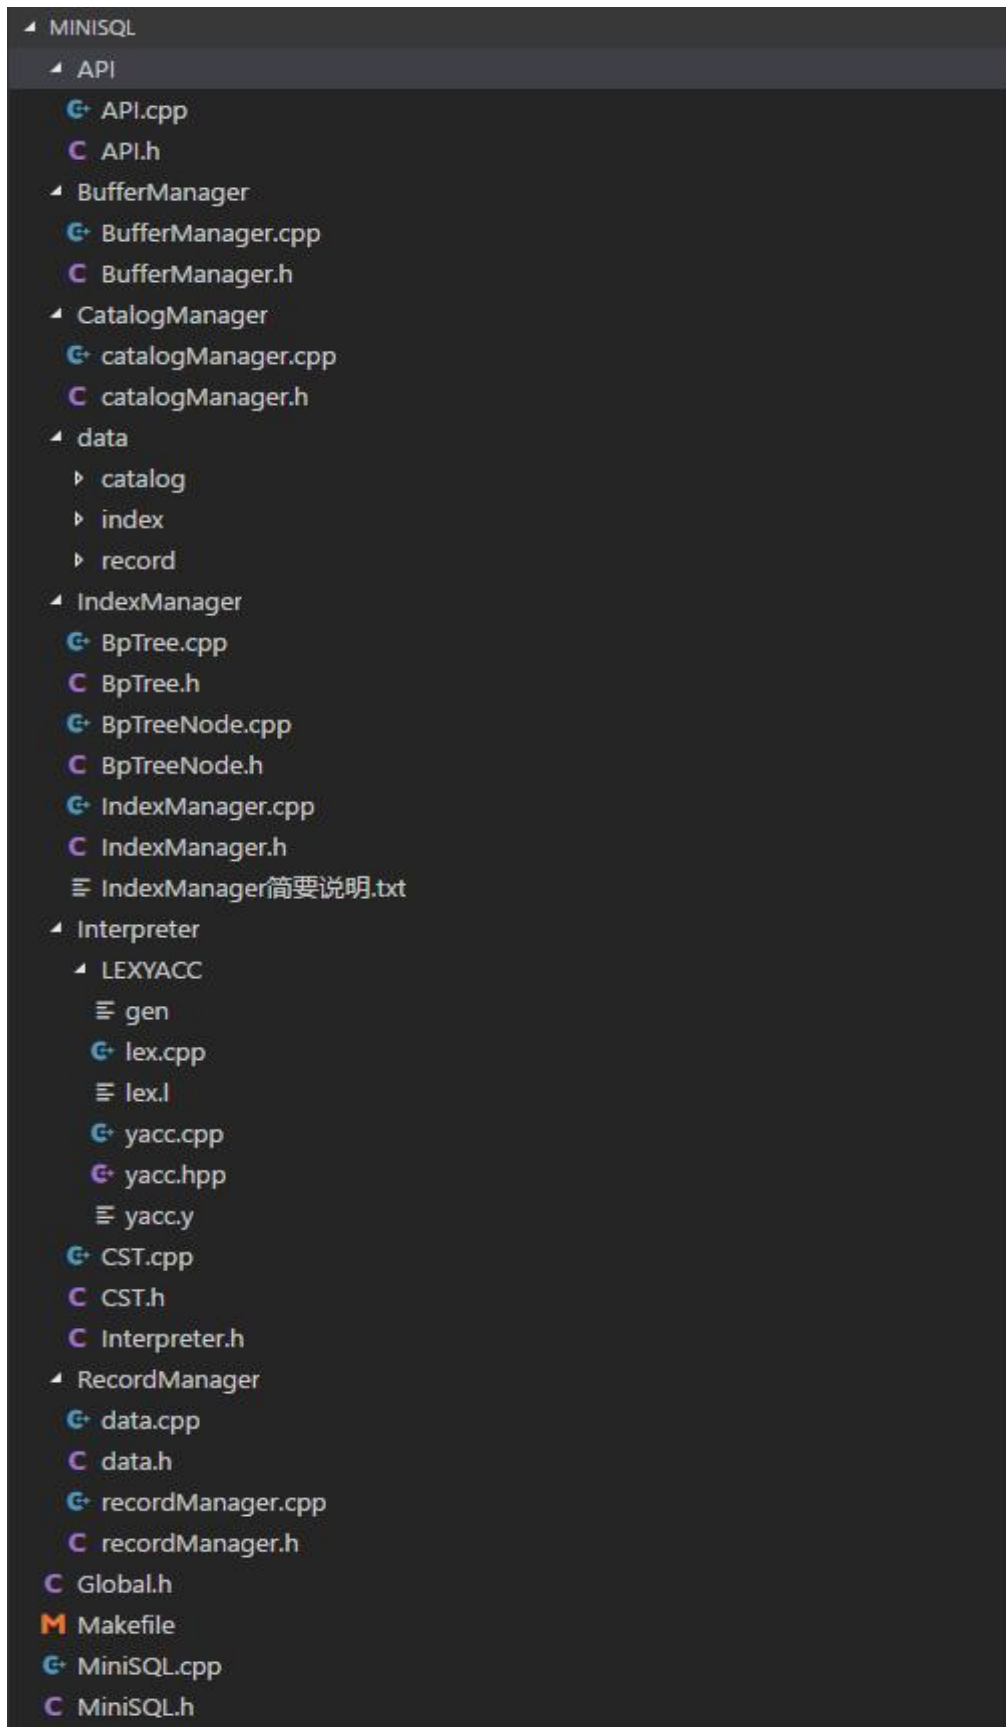 MINISQL
API
API.cpp
API.h
BufferManager
BufferManager.cpp
BufferManager.h
CatalogManager
catalogManager.cpp
catalogManager.h
data
catalog
index
record
IndexManager
BpTree.cpp
BpTree.h
BpTreeNode.cpp
BpTreeNode.h
IndexManager.cpp
IndexManager.h
IndexManager简要说明.txt
Interpreter
LEXYACC
gen
lex.cpp
lex.l
yacc.cpp
yacc.hpp
yacc.y
CST.cpp
CST.h
Interpreter.h
RecordManager
data.cpp
data.h
recordManager.cpp
recordManager.h
Global.h
Makefile
MiniSQL.cpp
MiniSQL.h